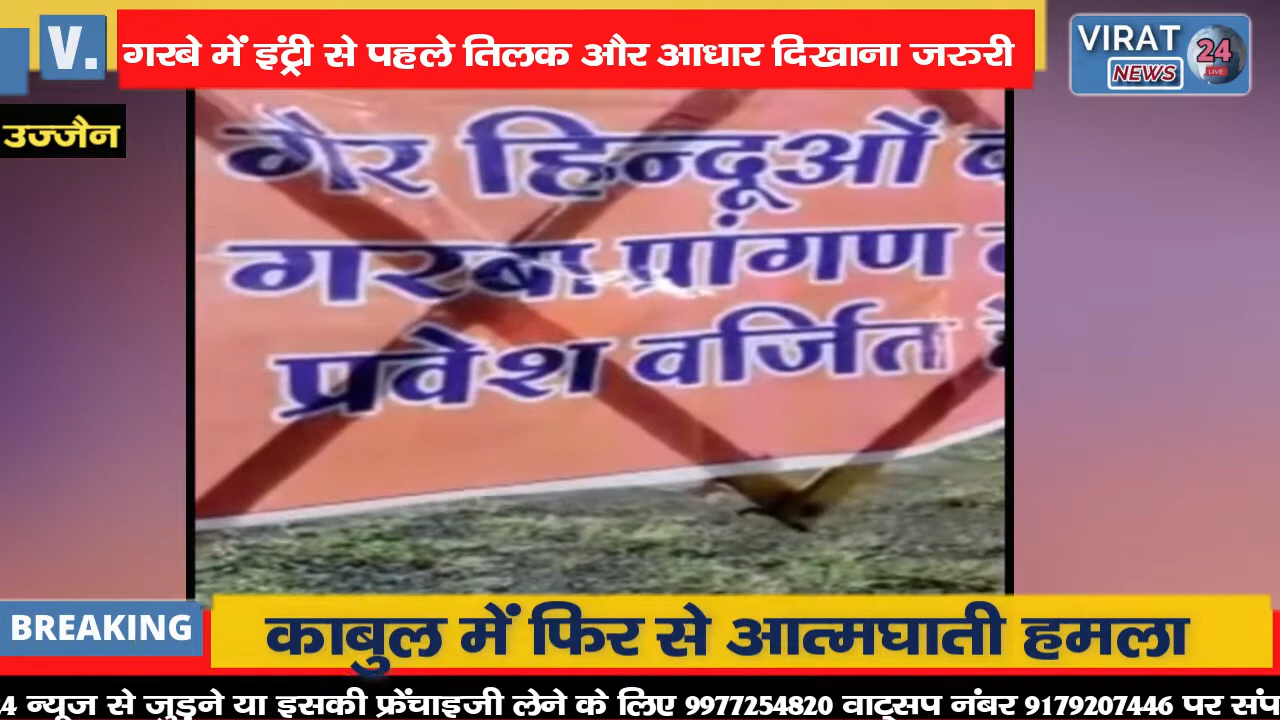 V.
गरबे में इंट्री से पहले तिलक और आधार दिखाना जरुरी
VIRAT
24
LIVE
NEWS
उज्जैन
गैर हिन्दूओं
गरबा प्रांगण
प्रवेश वर्जित
BREAKING
काबुल में फिर से आत्मघाती हमला
न्यूज से जुड़ने या इसकी फ्रेंचाइजी लेने के लिए 9977254820 वाट्सप नंबर 9179207446 पर